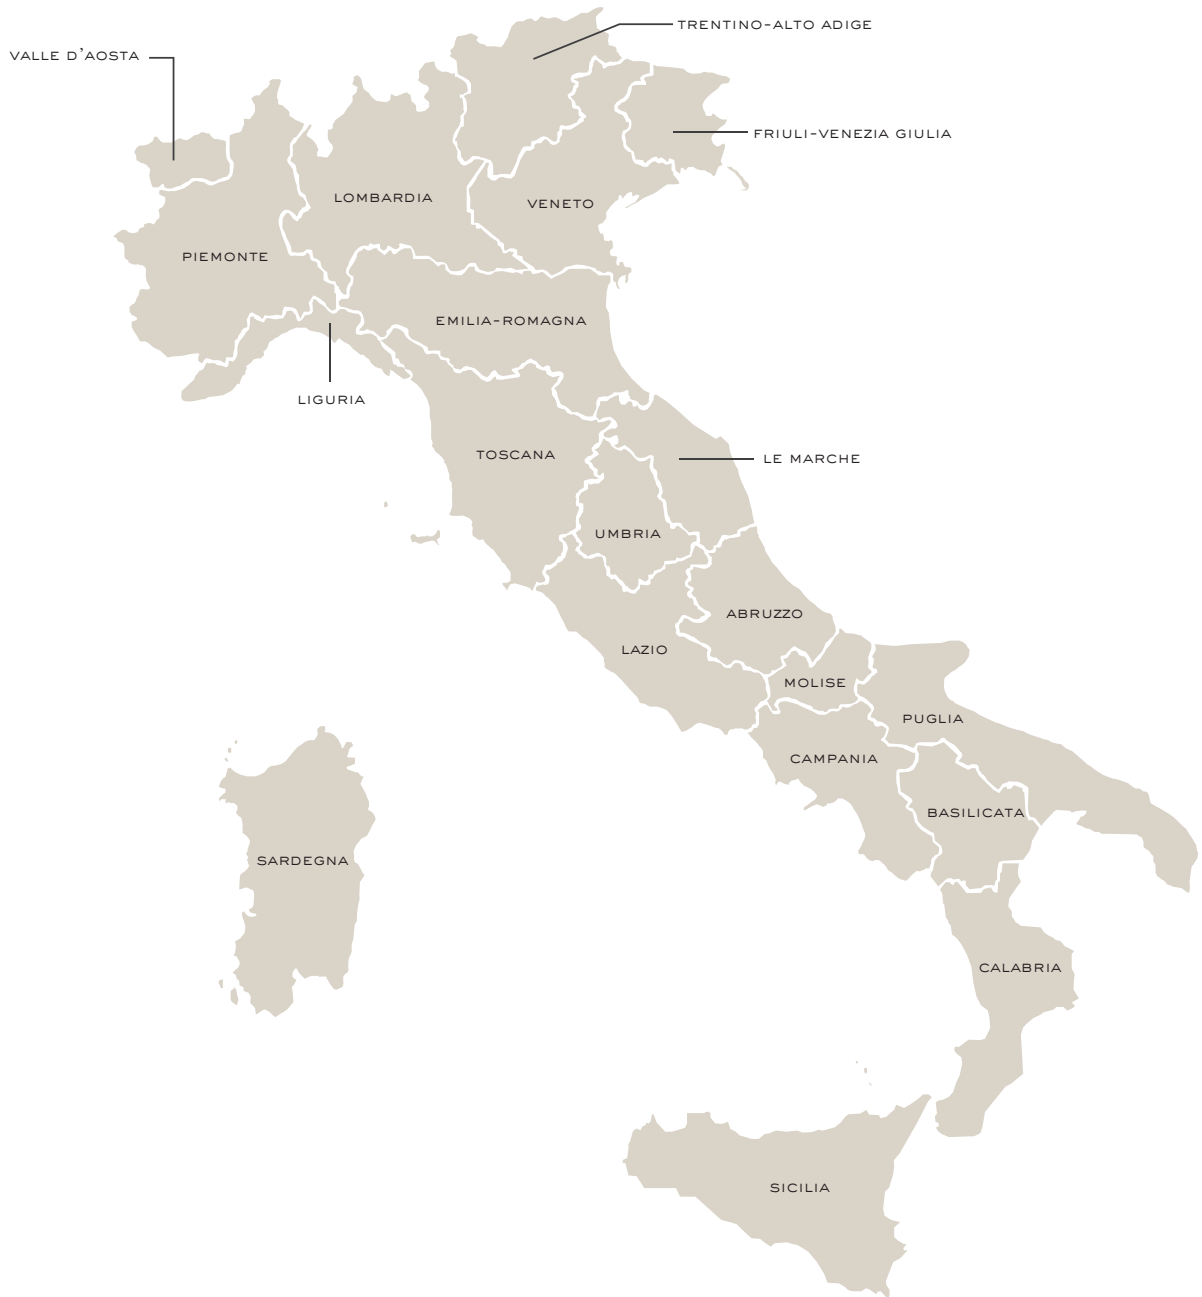 TRENTINO-ALTO ADIGE
VALLE D'AOSTA
FRIULI-VENEZIA GIULIA
LOMBARDIA
VENETO
PIEMONTE
EMILIA-ROMAGNA
LIGURIA
TOSCANA
LE MARCHE
UMBRIA
ABRUZZO
LAZIO
MOLISE
PUGLIA
CAMPANIA
BASILICATA
SARDEGNA
CALABRIA
SICILIA